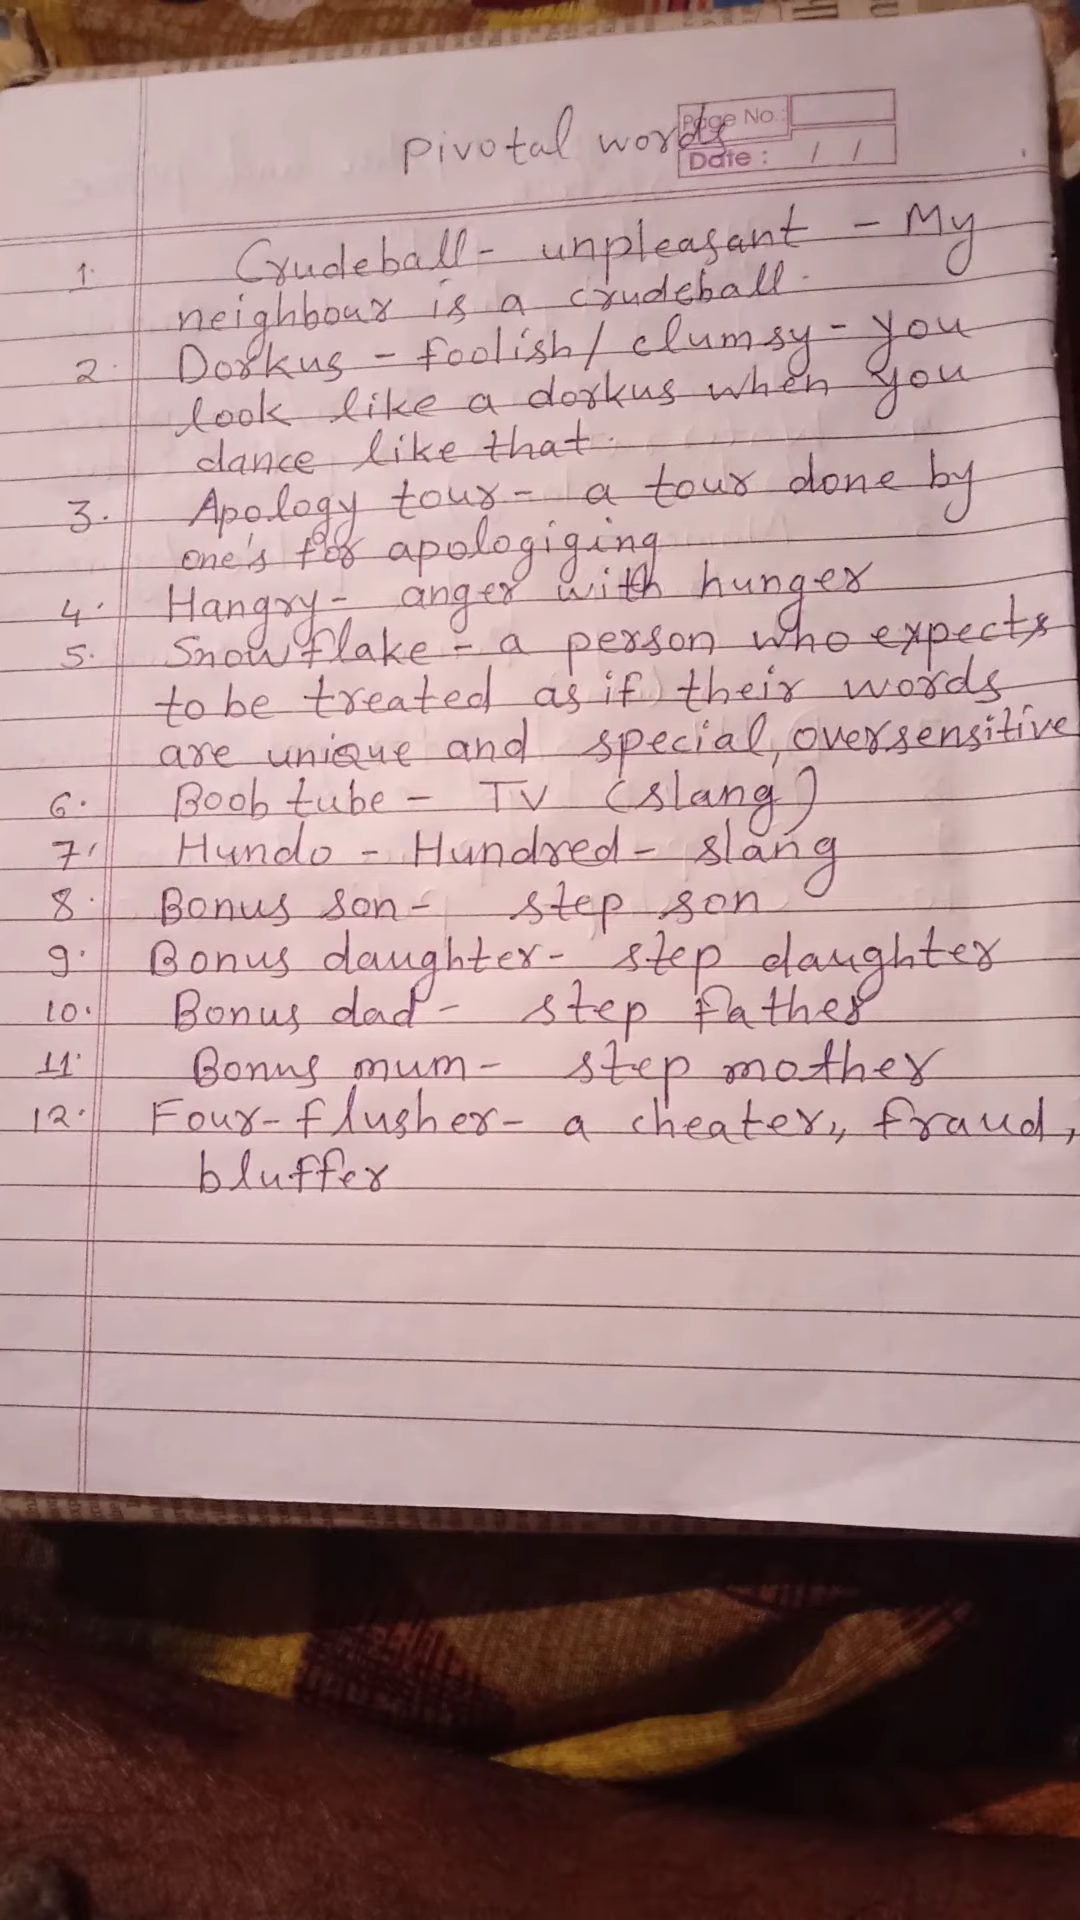 Pivotal words
Page No.:
Date : / /
1. Crudeball - unpleasant - My
neighbour is a crudeball.
2. Dorkus - foolish / clumsy - you
look like a dorkus when you
dance like that.
3. Apology tour - a tour done by
one's for apologiging
4. Hangry - anger with hunger
5. Snowflake - a person who expects
to be treated as if their words
are unique and special, oversensitive
6. Boob tube - TV (slang)
7. Hundo - Hundred - slang
8. Bonus son - step son
9. Bonus daughter - step daughter
10. Bonus dad - step father
11. Bonus mum - step mother
12. Four-flusher - a cheater, fraud,
bluffer